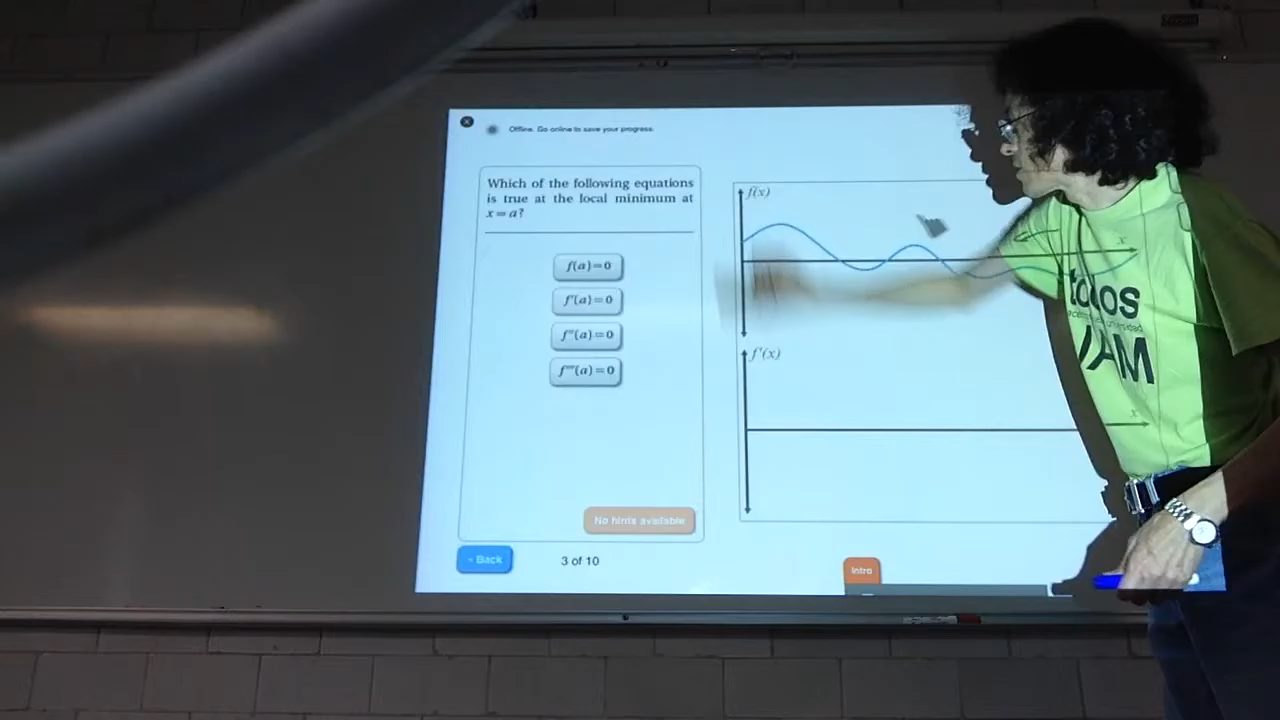 Offline. Go online to save your progress.
Which of the following equations
is true at the local minimum at
x = a?
f(a)=0
f'(a)=0
f''(a)=0
f'''(a)=0
No hints available
Back
3 of 10
f(x)
x
f'(x)
x
Intro
todos
UAM